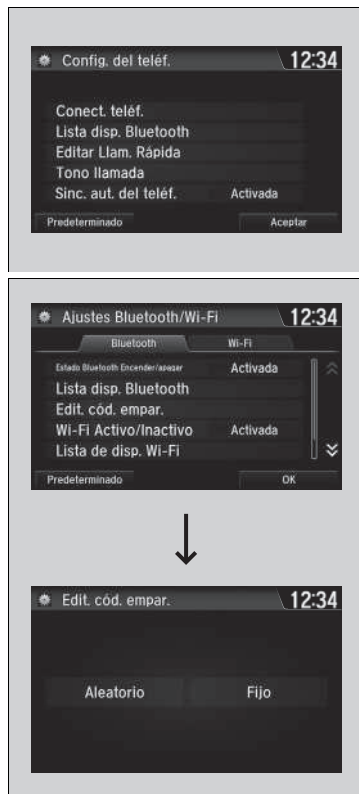 Config. del teléf.
12:34
Conect. teléf.
Lista disp. Bluetooth
Editar Llam. Rápida
Tono llamada
Sinc. aut. del teléf. Activada
Predeterminado Aceptar
Ajustes Bluetooth/Wi-Fi
12:34
Bluetooth Wi-Fi
Estado Bluetooth Encender/apagar Activada
Lista disp. Bluetooth
Edit. cód. empar.
Wi-Fi Activo/Inactivo Activada
Lista de disp. Wi-Fi
Predeterminado OK
Edit. cód. empar.
12:34
Aleatorio Fijo